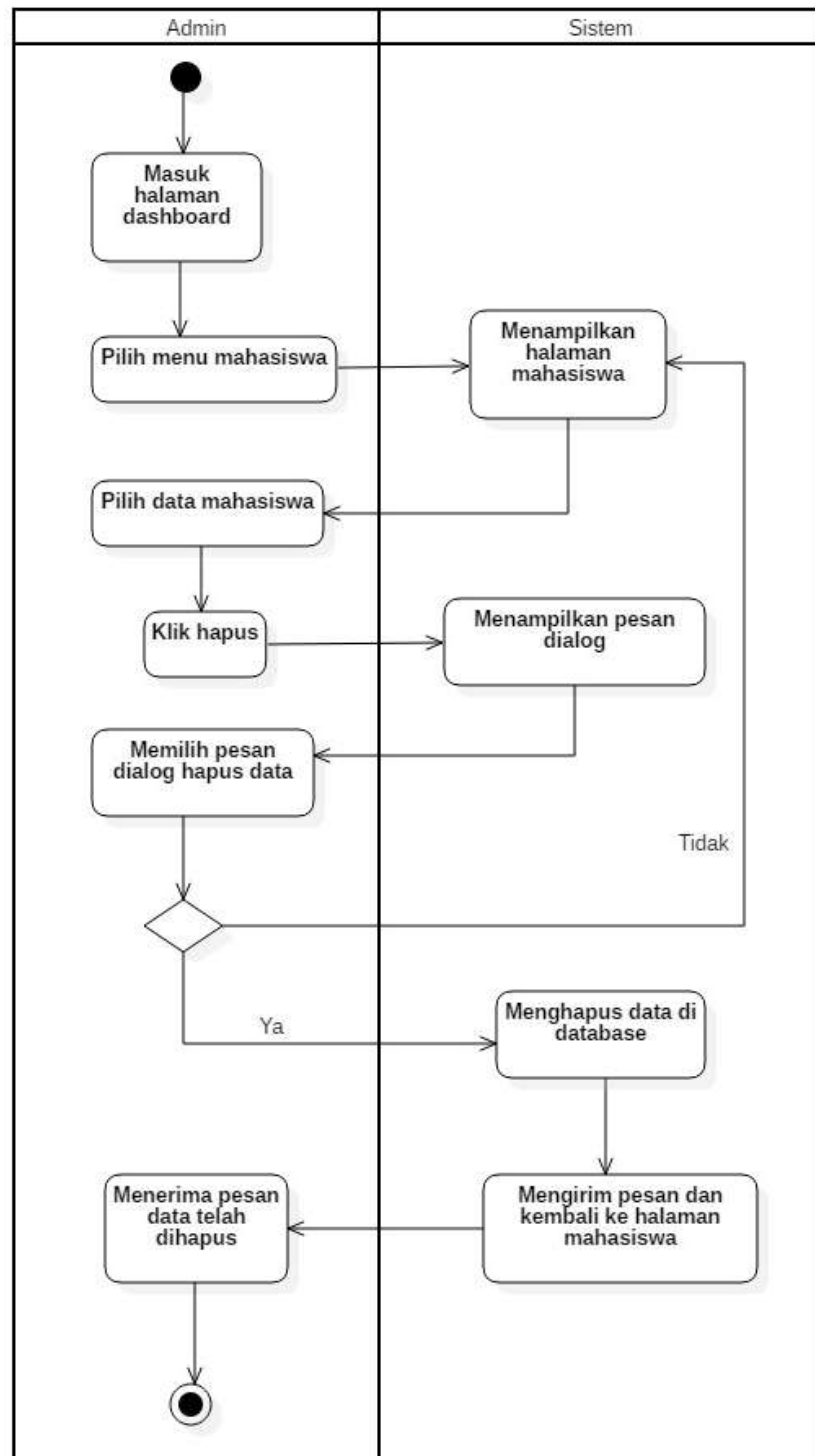 Admin
Sistem
Masuk
halaman
dashboard
Pilih menu mahasiswa
Menampilkan
halaman
mahasiswa
Pilih data mahasiswa
Klik hapus
Menampilkan pesan
dialog
Memilih pesan
dialog hapus data
Tidak
Ya
Menghapus data di
database
Mengirim pesan dan
kembali ke halaman
mahasiswa
Menerima pesan
data telah
dihapus